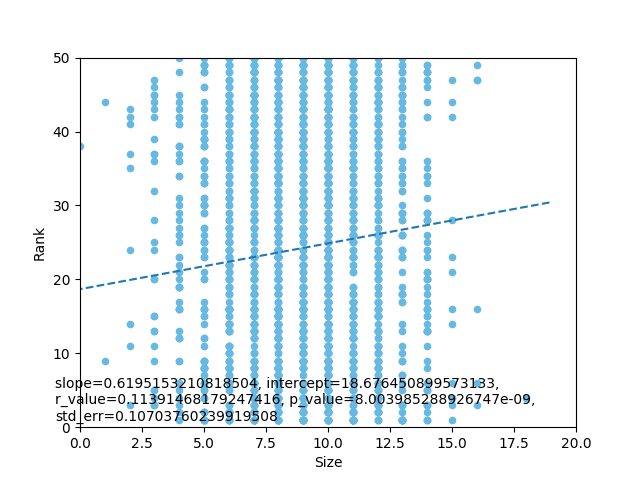 50
40
30
20
10
0
Rank
slope=0.6195153210818504, intercept=18.676450899573183,
r_value=0.11391468179247416, p_value=8.003985288926747e-09,
std_err=0.10703760239919508
0.0 2.5 5.0 7.5 10.0 12.5 15.0 17.5 20.0
Size